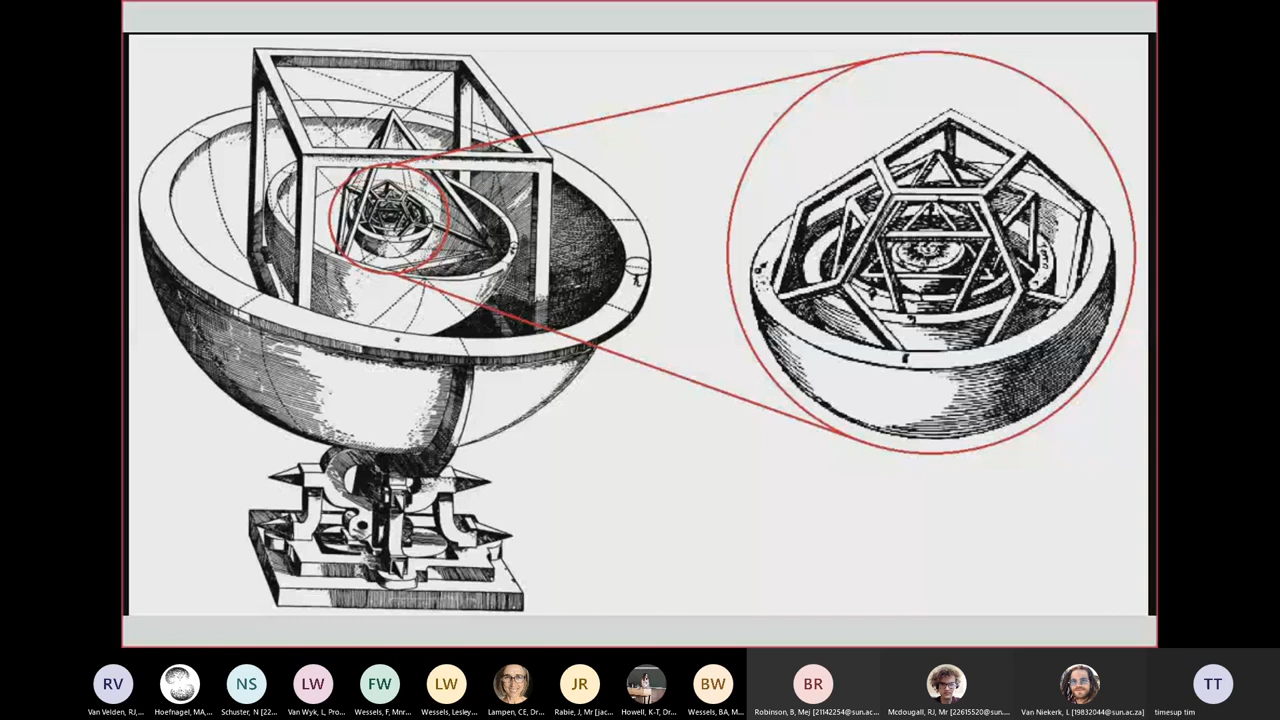 RV
NS
LW
FW
LW
JR
BW
BR
TT
Van Velden, RJ,...
Hoefnagel, MA,...
Schuster, N [22...
Van Wyk, L, Pro...
Wessels, F, Mnr...
Wessels, Lesley...
Lampen, CE, Dr...
Rabie, J, Mr [jac...
Howell, K-T, Dr...
Wessels, BA, M...
Robinson, B, Mej [21142254@sun.ac...
Mcdougall, RJ, Mr [22615520@sun....
Van Niekerk, L [19832044@sun.ac.za]
timesup tim